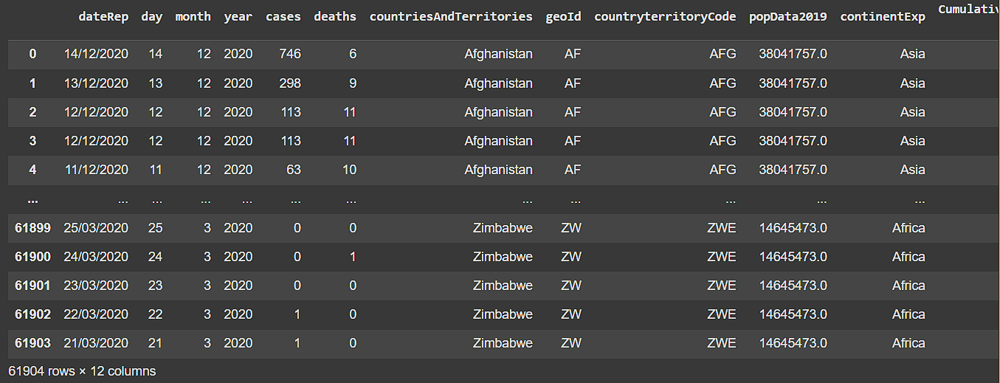 dateRep day month year cases deaths countriesAndTerritories geoId countryterritoryCode popData2019 continentExp Cumulativ
0 14/12/2020 14 12 2020 746 6 Afghanistan AF AFG 38041757.0 Asia
1 13/12/2020 13 12 2020 298 9 Afghanistan AF AFG 38041757.0 Asia
2 12/12/2020 12 12 2020 113 11 Afghanistan AF AFG 38041757.0 Asia
3 12/12/2020 12 12 2020 113 11 Afghanistan AF AFG 38041757.0 Asia
4 11/12/2020 11 12 2020 63 10 Afghanistan AF AFG 38041757.0 Asia
... ... ... ... ... ... ... ... ... ... ... ...
61899 25/03/2020 25 3 2020 0 0 Zimbabwe ZW ZWE 14645473.0 Africa
61900 24/03/2020 24 3 2020 0 1 Zimbabwe ZW ZWE 14645473.0 Africa
61901 23/03/2020 23 3 2020 0 0 Zimbabwe ZW ZWE 14645473.0 Africa
61902 22/03/2020 22 3 2020 1 0 Zimbabwe ZW ZWE 14645473.0 Africa
61903 21/03/2020 21 3 2020 1 0 Zimbabwe ZW ZWE 14645473.0 Africa
61904 rows × 12 columns